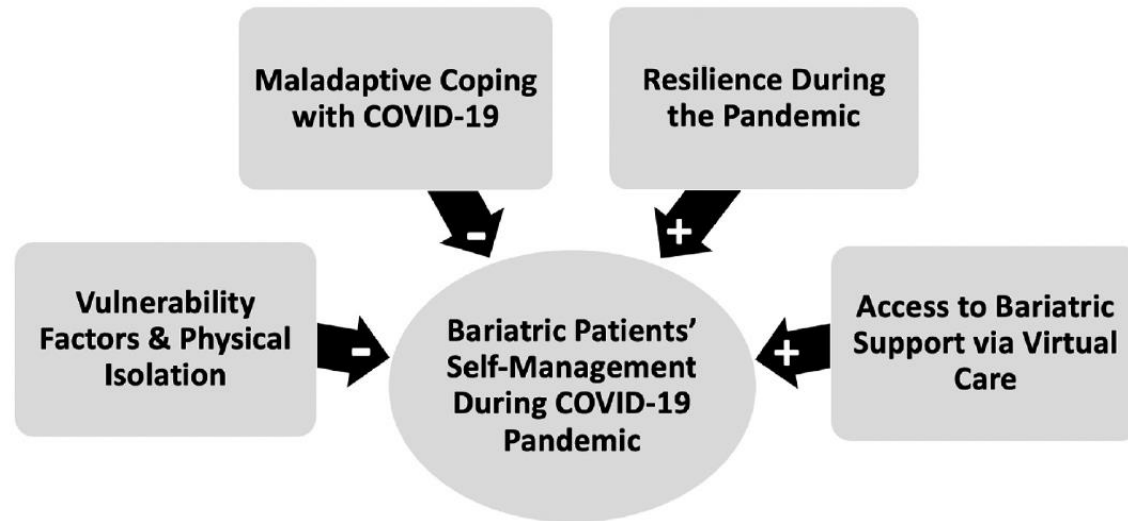 Maladaptive Coping
with COVID-19
Resilience During
the Pandemic
-
+
Vulnerability
Factors & Physical
Isolation
-
Bariatric Patients’
Self-Management
During COVID-19
Pandemic
+
Access to Bariatric
Support via Virtual
Care